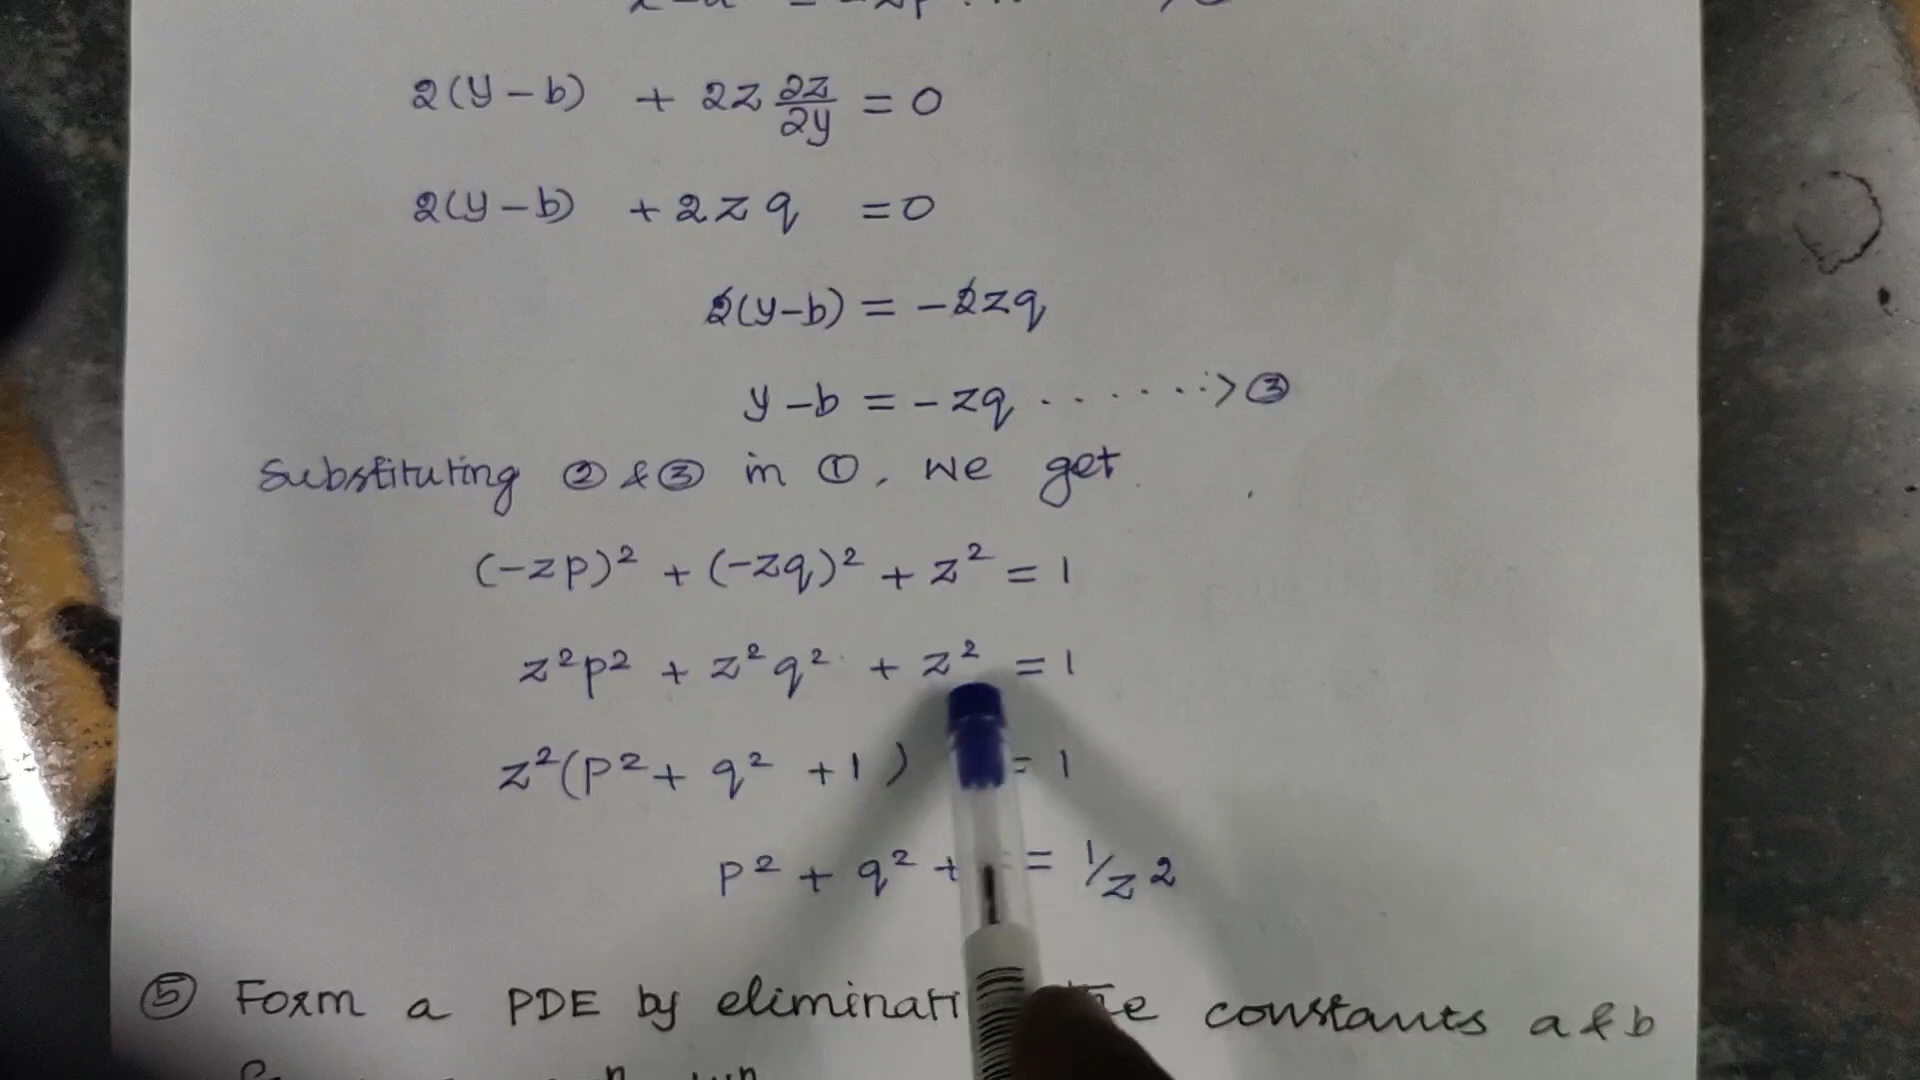 2(y-b) + 2z ∂z/∂y = 0
2(y-b) + 2zq = 0
2(y-b) = -2zq
y-b = -zq ......> ③
Substituting ② & ③ in ①, we get
(-zp)² + (-zq)² + z² = 1
z²p² + z²q² + z² = 1
z²(p² + q² + 1) = 1
p² + q² + = 1/z²
⑤ Form a PDE by constants a & b